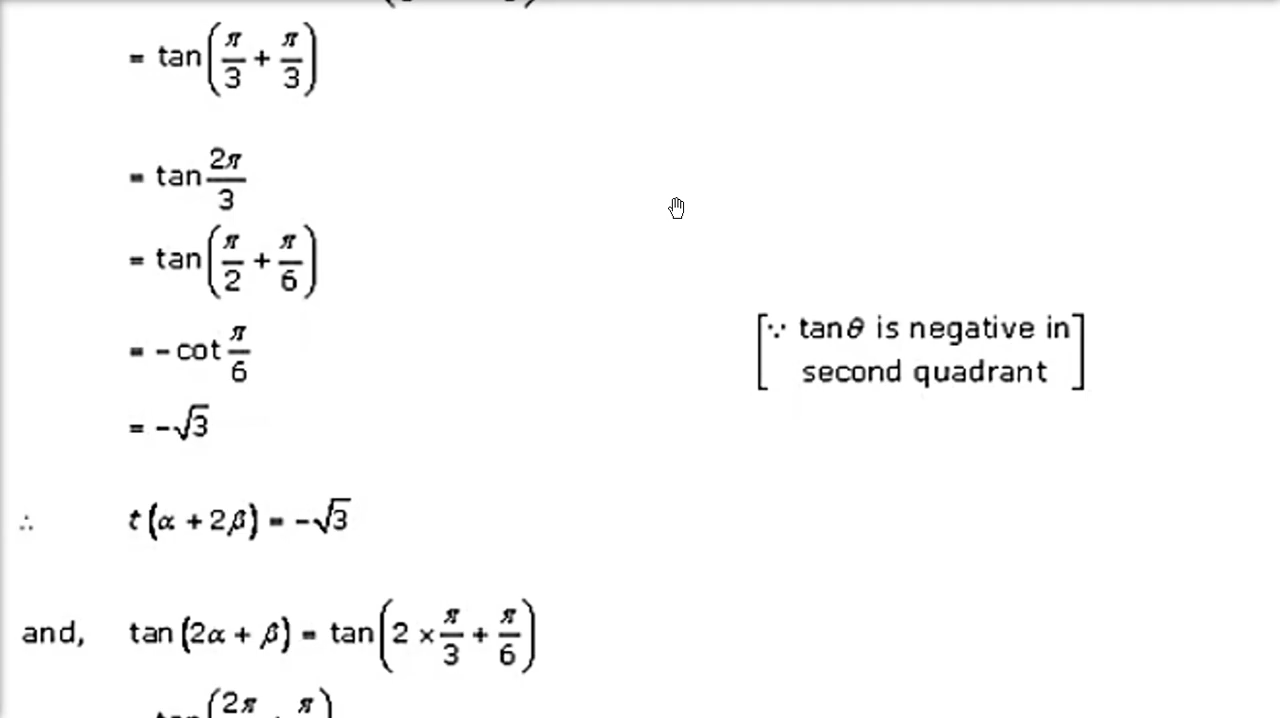 = tan(π/3 + π/3)
= tan 2π/3
= tan(π/2 + π/6)
= -cot π/6 [∵ tanθ is negative in second quadrant]
= -√3
∴ t(α + 2β) = -√3
and, tan(2α + β) = tan(2 × π/3 + π/6)
2π π